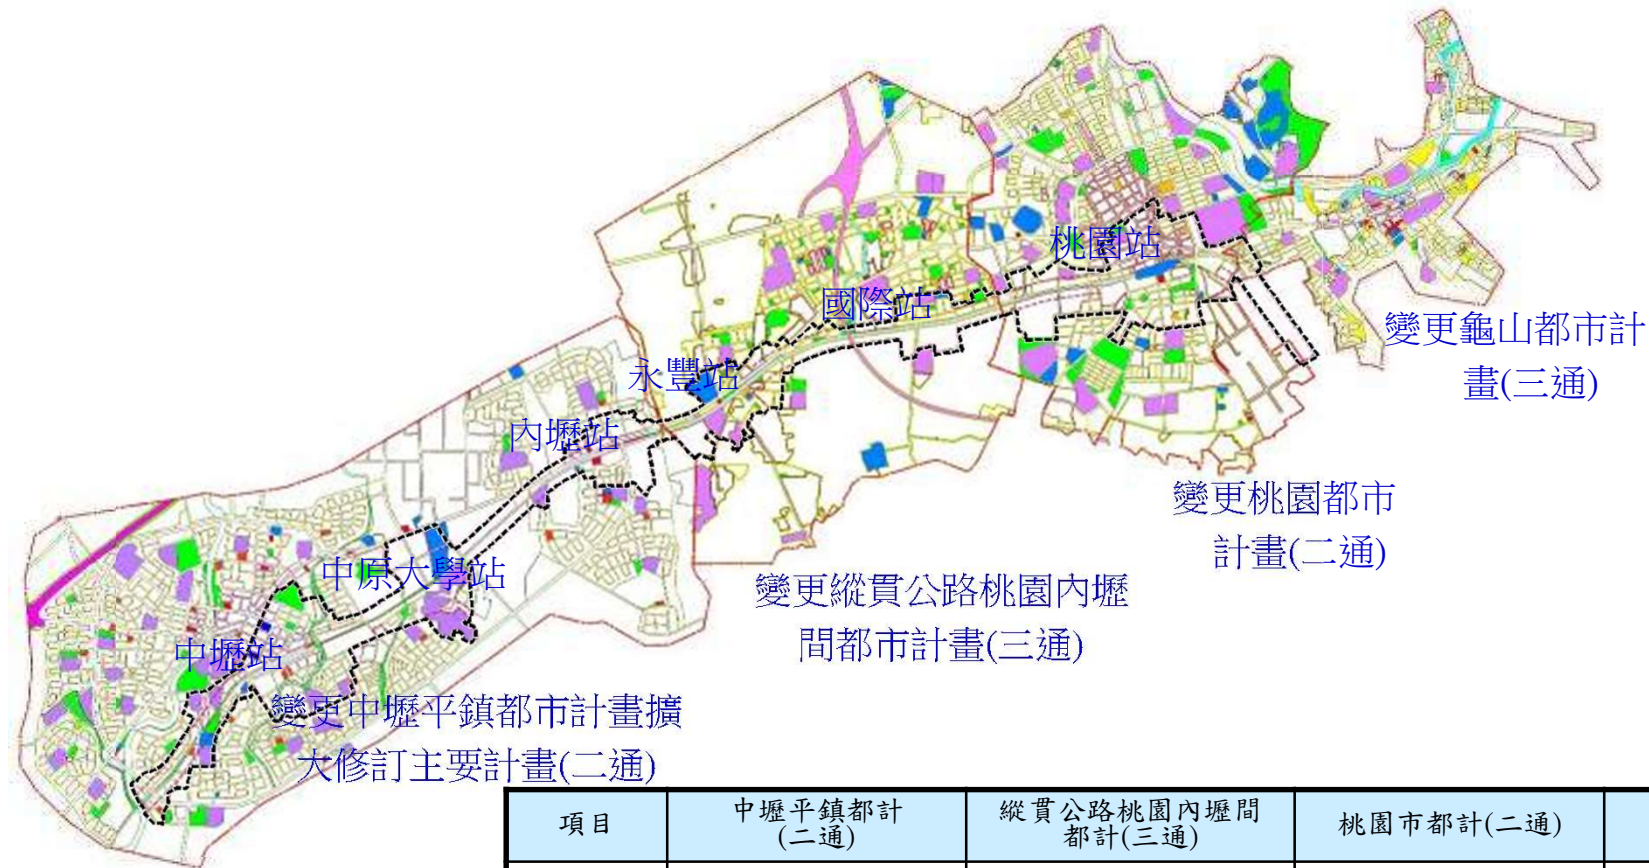 桃園站
國際站
變更龜山都市計
畫(三通)
永豐站
內壢站
變更桃園都市
計畫(二通)
中原大學站
變更縱貫公路桃園內壢
間都市計畫(三通)
中壢站
變更中壢平鎮都市計畫擴
大修訂主要計畫(二通)
項目
中壢平鎮都計
(二通)
縱貫公路桃園內壢間
都計(三通)
桃園市都計(二通)